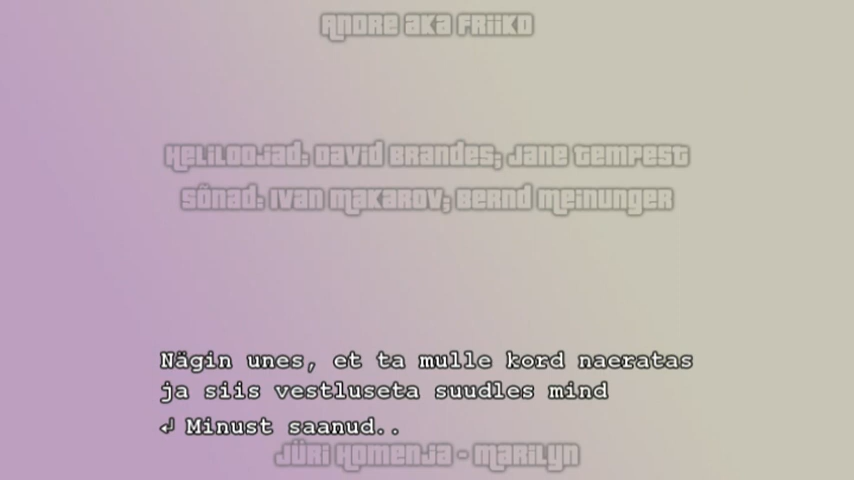 ANDRE AKA FRIIKO
HELILOOJAD: DAVID BRANDES; JANE TEMPEST
SÕNAD: IVAN MAKAROV; BERND MEINUNGER
Nägin unes, et ta mulle kord naeratas
ja siis vestluseta suudles mind
↲ Minust saanud..
JÜRI HOMENJA - MARILYN